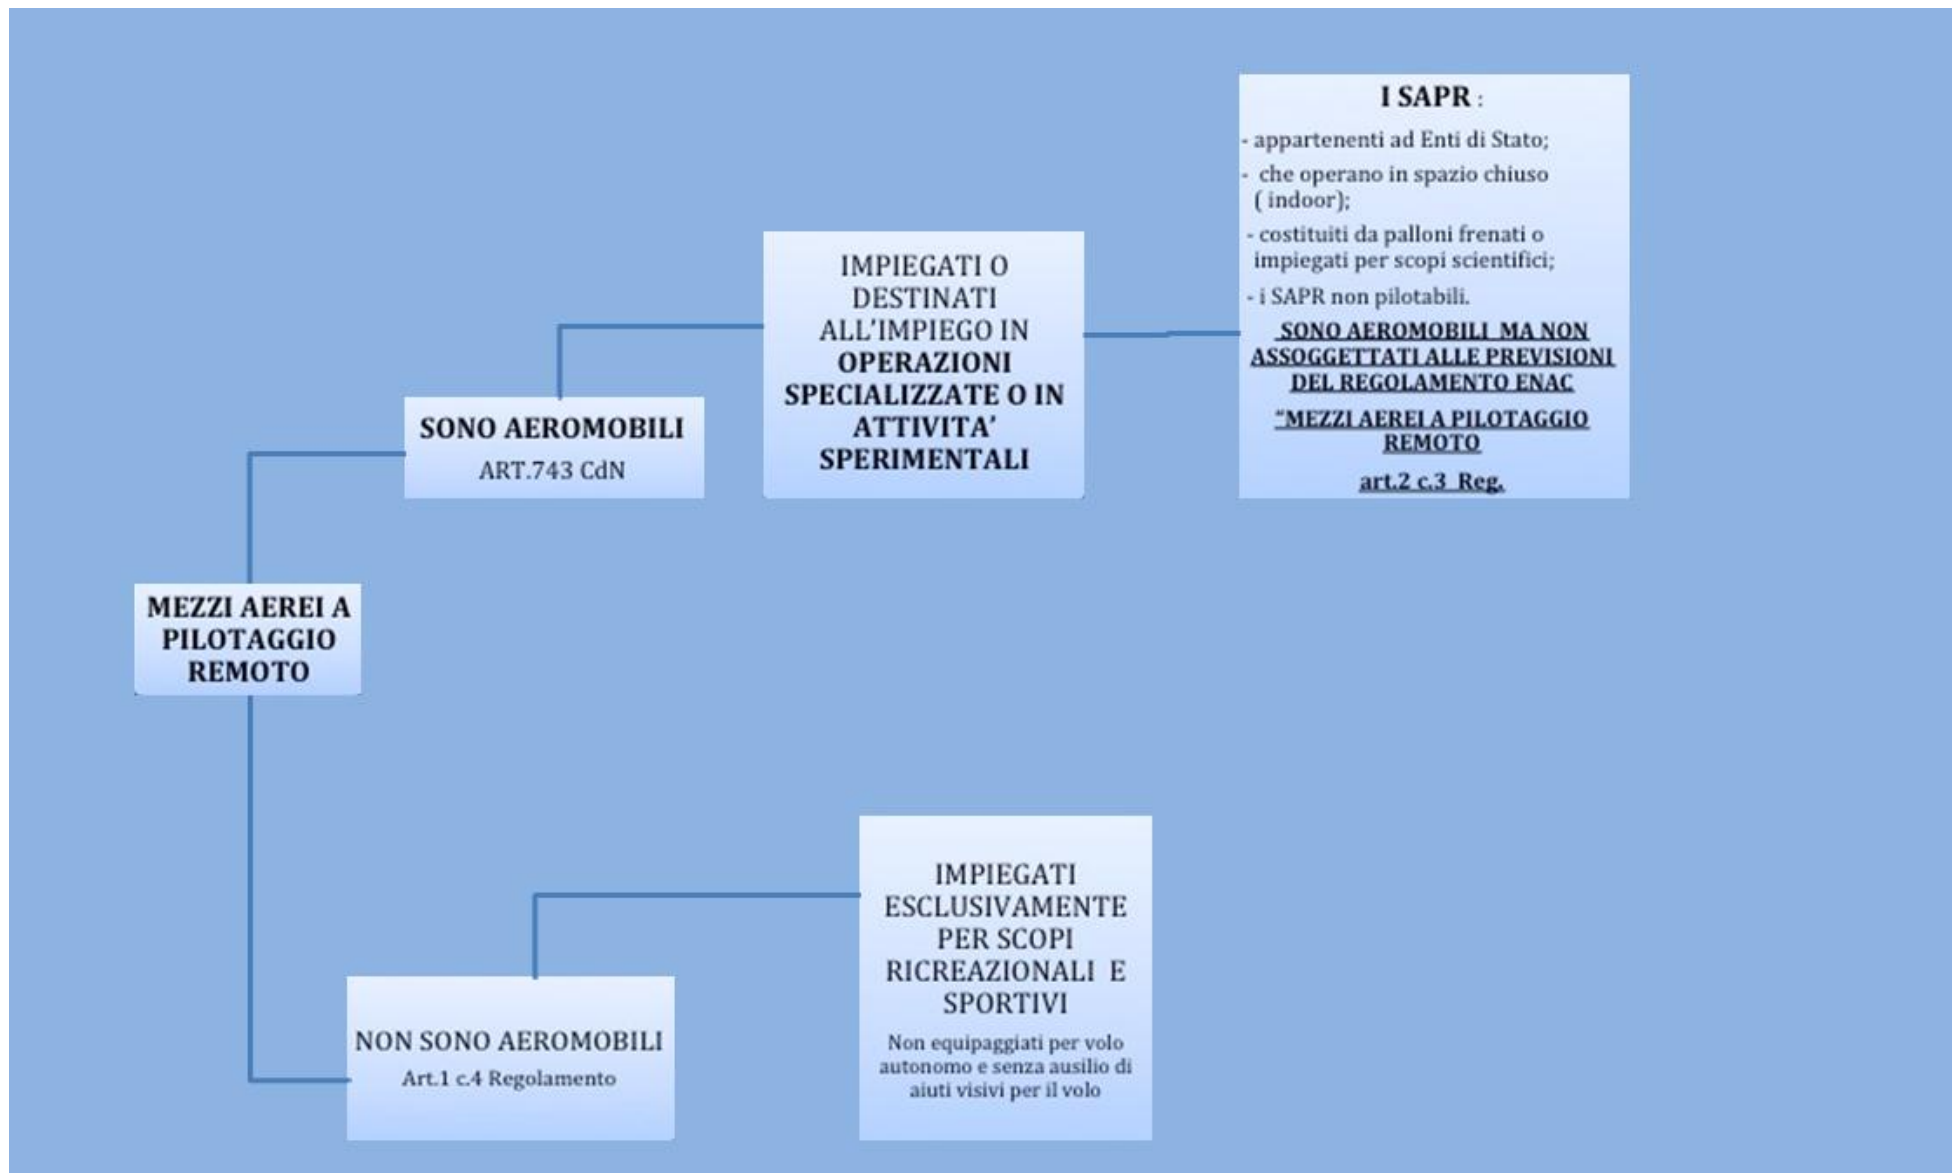 MEZZI AEREI A
PILOTAGGIO
REMOTO
SONO AEROMOBILI
ART.743 CdN
IMPIEGATI O
DESTINATI
ALL'IMPIEGO IN
OPERAZIONI
SPECIALIZZATE O IN
ATTIVITA'
SPERIMENTALI
I SAPR :
- appartenenti ad Enti di Stato;
- che operano in spazio chiuso
( indoor);
- costituiti da palloni frenati o
impiegati per scopi scientifici;
- i SAPR non pilotabili.
SONO AEROMOBILI MA NON
ASSOGGETTATI ALLE PREVISIONI
DEL REGOLAMENTO ENAC
“MEZZI AEREI A PILOTAGGIO
REMOTO
art.2 c.3 Reg.
NON SONO AEROMOBILI
Art.1 c.4 Regolamento
IMPIEGATI
ESCLUSIVAMENTE
PER SCOPI
RICREAZIONALI E
SPORTIVI
Non equipaggiati per volo
autonomo e senza ausilio di
aiuti visivi per il volo